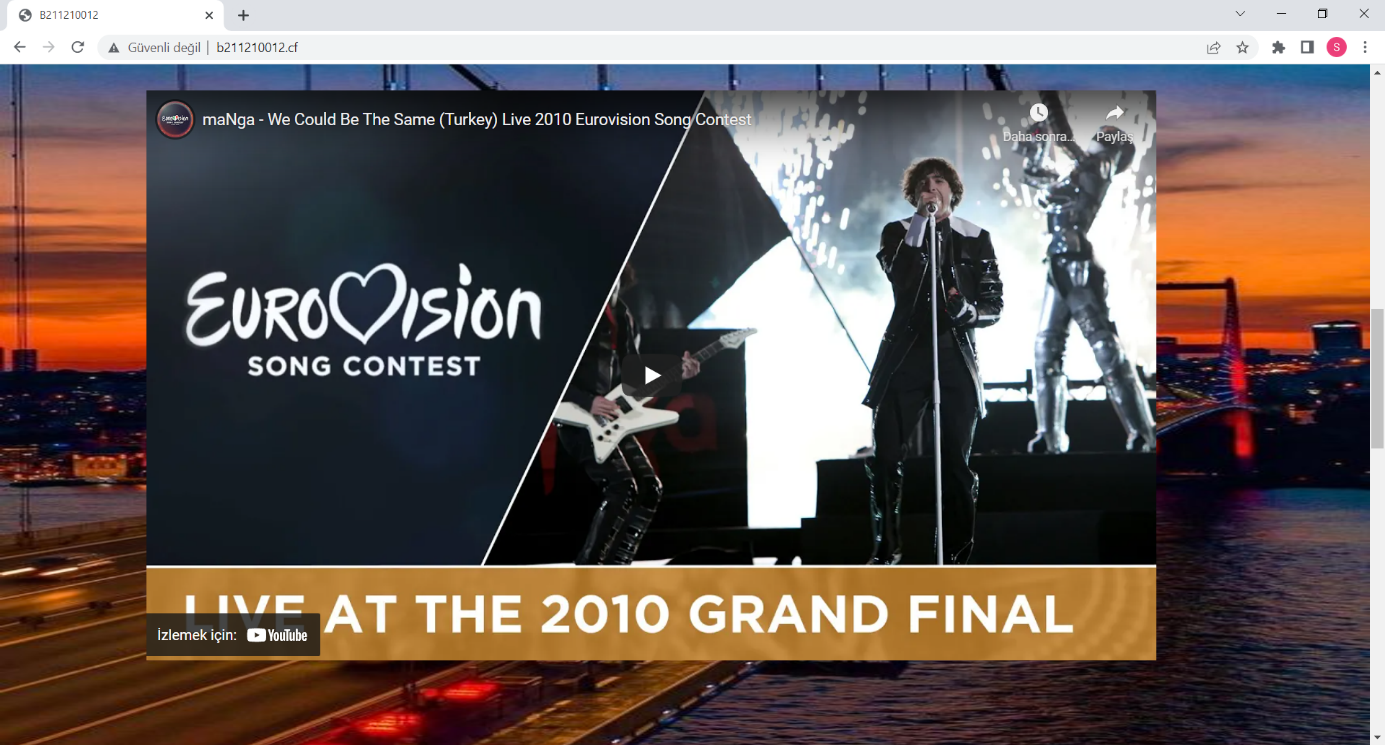 B211210012
Güvenli değil
b211210012.cf
S
maNga - We Could Be The Same (Turkey) Live 2010 Eurovision Song Contest
Daha sonra...
Paylaş
EUROVISION
SONG CONTEST
LIVE AT THE 2010 GRAND FINAL
İzlemek için: YouTube